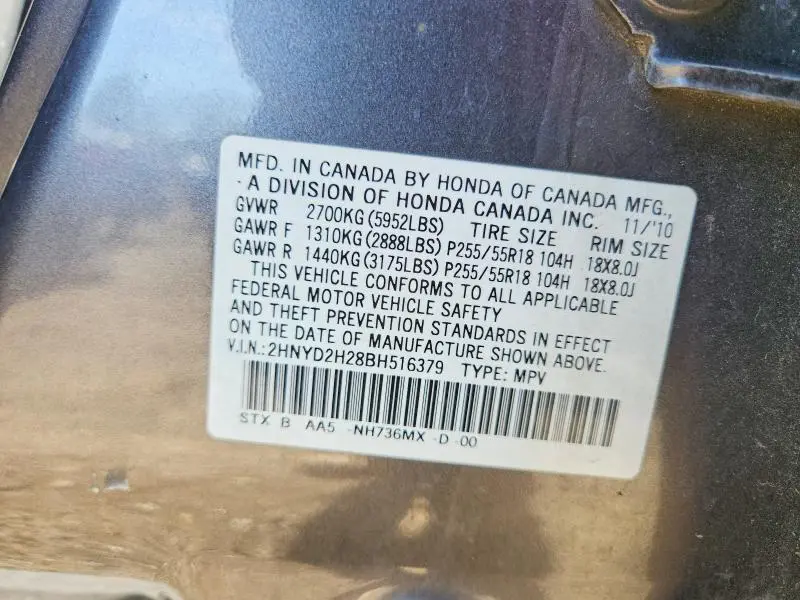 MFD. IN CANADA BY HONDA OF CANADA MFG.,
A DIVISION OF HONDA CANADA INC. 11/'10
GVWR 2700KG(5952LBS) TIRE SIZE RIM SIZE
GAWR F 1310KG(2888LBS) P255/55R18 104H 18X8.0J
GAWR R 1440KG(3175LBS) P255/55R18 104H 18X8.0J
THIS VEHICLE CONFORMS TO ALL APPLICABLE
FEDERAL MOTOR VEHICLE SAFETY
AND THEFT PREVENTION STANDARDS IN EFFECT
ON THE DATE OF MANUFACTURE SHOWN ABOVE.
V.I.N.:2HNYD2H28BH516379 TYPE: MPV
STX B AA5 -NH736MX -D -00